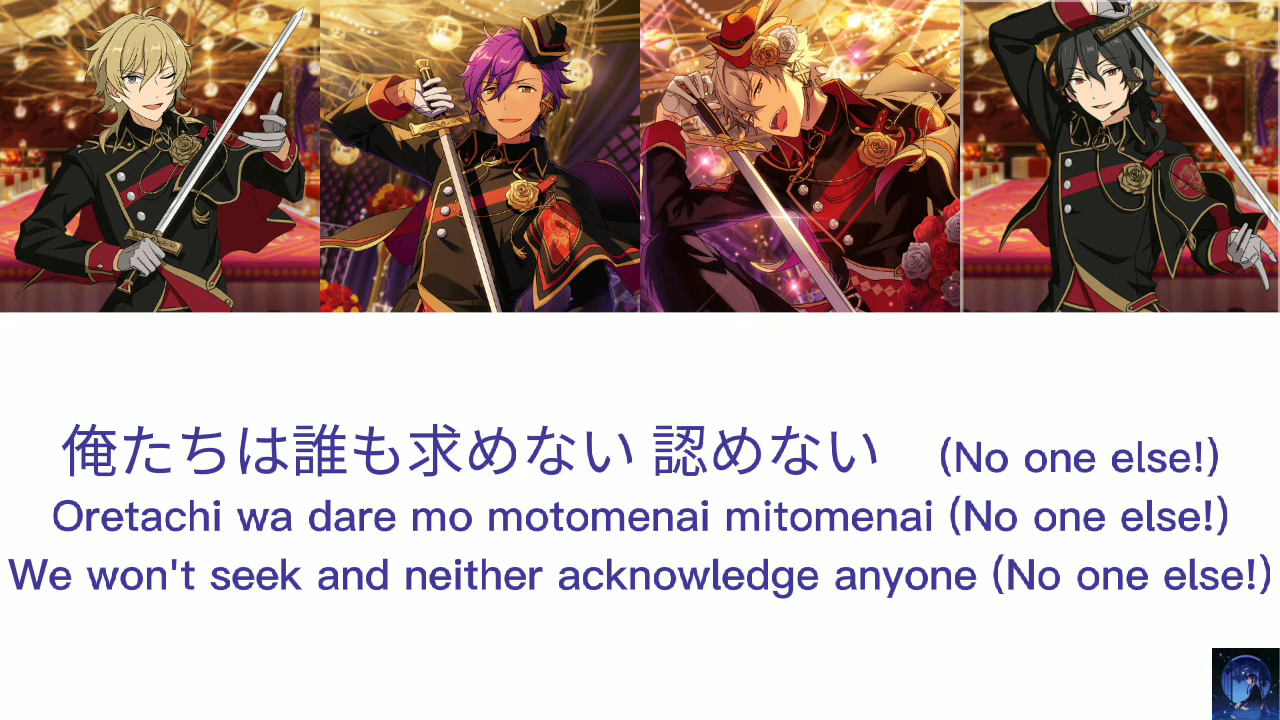 俺たちは誰も求めない 認めない (No one else!)
Oretachi wa dare mo motomenai mitomenai (No one else!)
We won't seek and neither acknowledge anyone (No one else!)